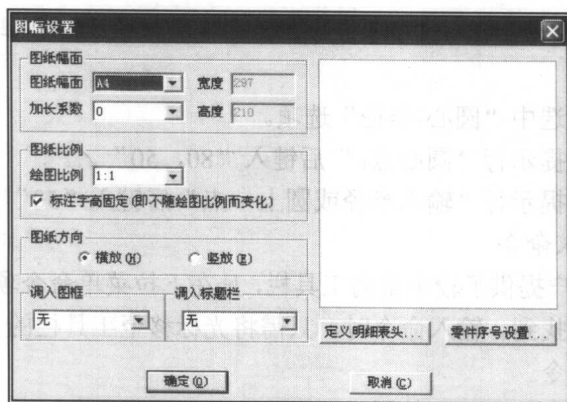 图幅设置
图纸幅面
图纸幅面 A4 宽度 297
加长系数 0 高度 210
图纸比例
绘图比例 1:1
标注字高固定(即不随绘图比例而变化)
图纸方向
横放(H) 竖放(E)
调入图框 调入标题栏
无 无
定义明细表头... 零件序号设置...
确定(O) 取消(C)